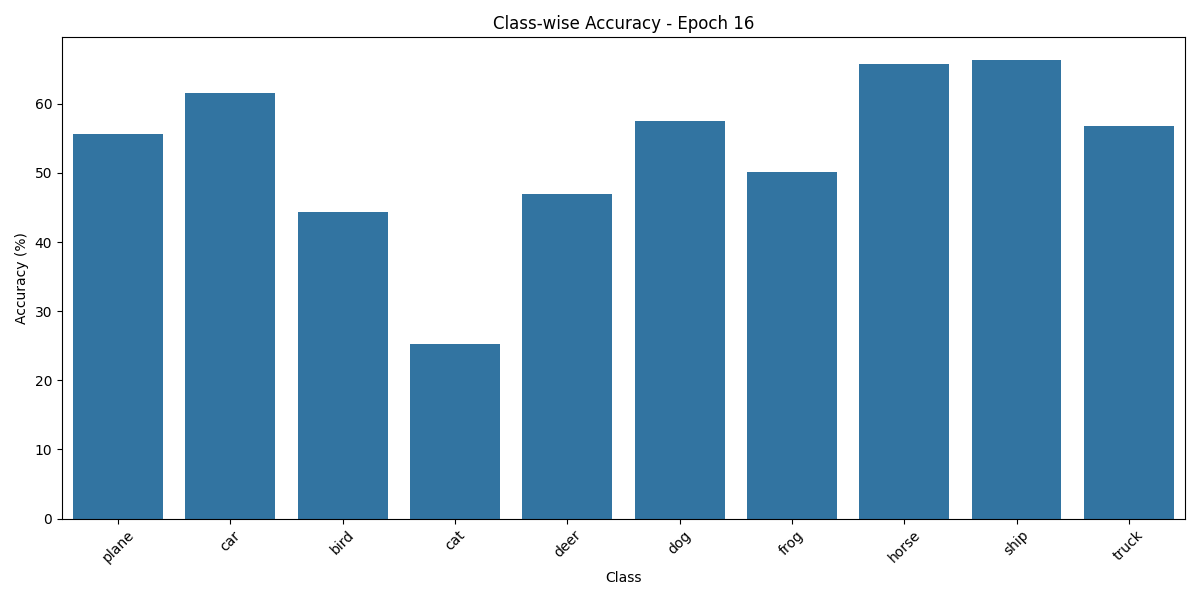 Class-wise Accuracy - Epoch 16
Accuracy (%)
60
50
40
30
20
10
0
plane
car
bird
cat
deer
dog
frog
horse
ship
truck
Class